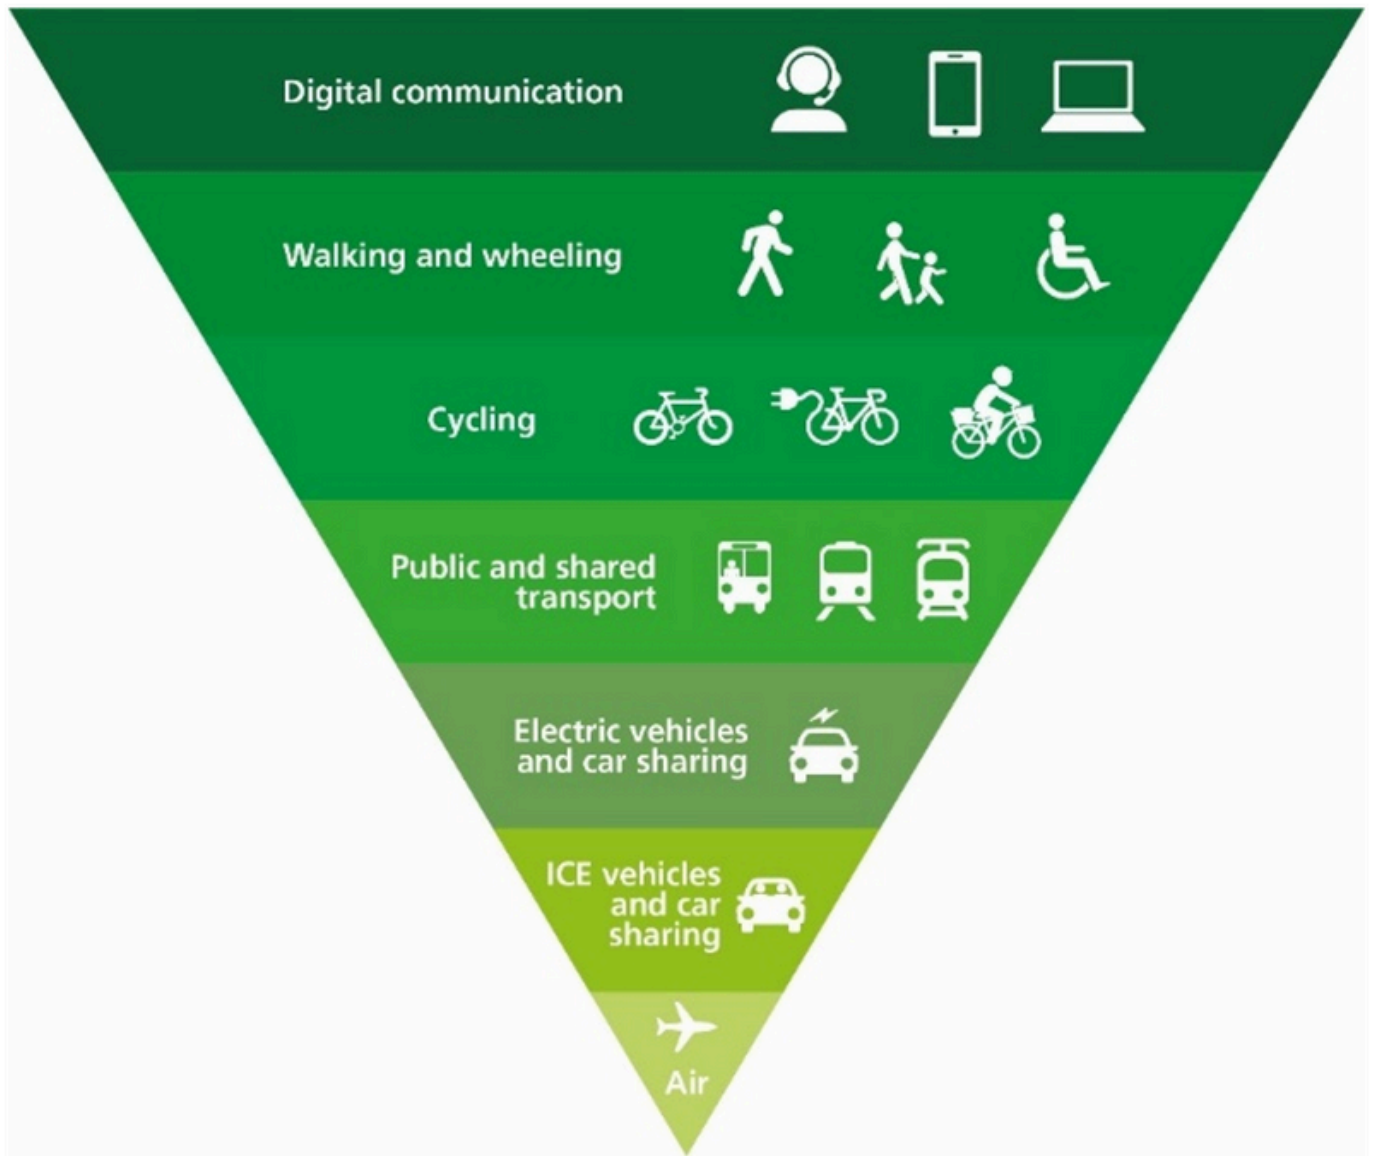 Digital communication
Walking and wheeling
Cycling
Public and shared
transport
Electric vehicles
and car sharing
ICE vehicles
and car
sharing
Air